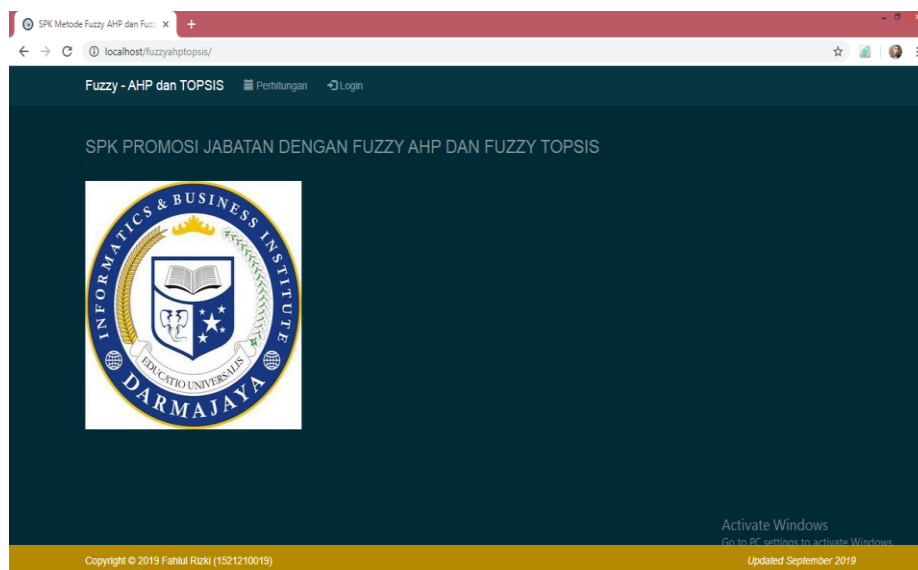 SPK Metode Fuzzy AHP dan Fuzz
localhost/fuzzyahptopsis/
Fuzzy - AHP dan TOPSIS Perhitungan Login
SPK PROMOSI JABATAN DENGAN FUZZY AHP DAN FUZZY TOPSIS
INFORMATICS & BUSINESS INSTITUTE
EDUCATIO UNIVERSALIS
DARMAJAYA
Activate Windows
Go to PC settings to activate Windows.
Copyright © 2019 Fahlul Rizki (1521210019) Updated September 2019